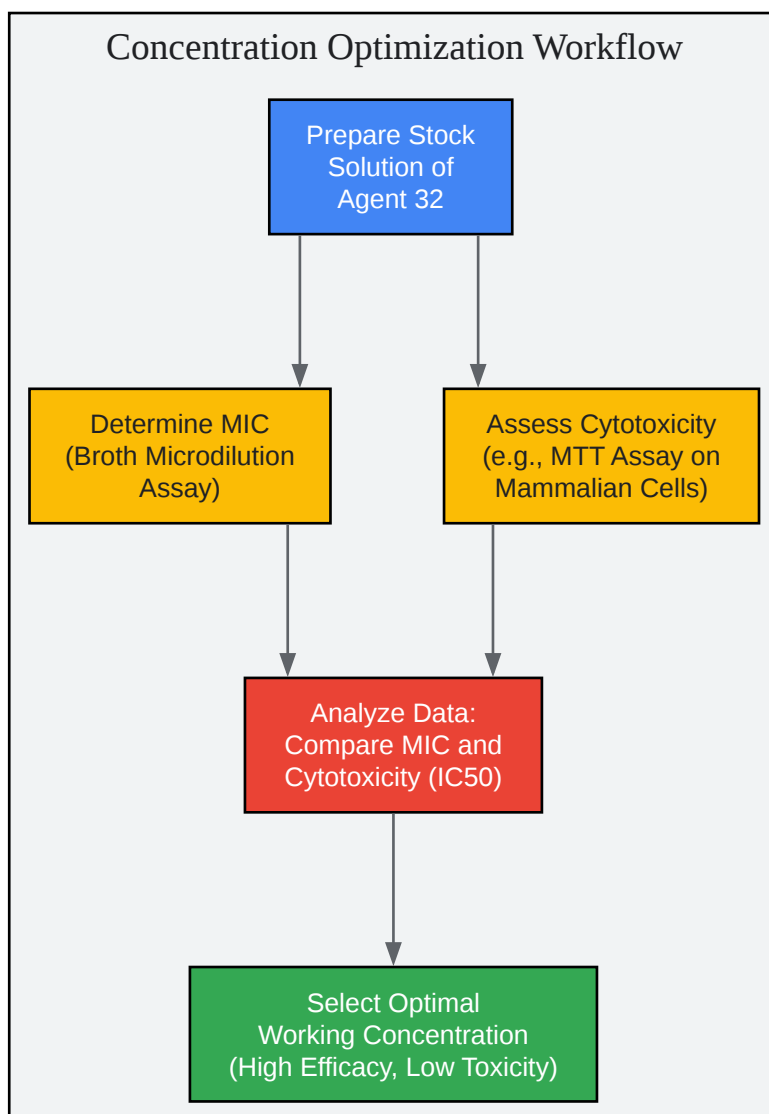 Concentration Optimization Workflow
Prepare Stock
Solution of
Agent 32
Determine MIC
(Broth Microdilution
Assay)
Assess Cytotoxicity
(e.g., MTT Assay on
Mammalian Cells)
Analyze Data:
Compare MIC and
Cytotoxicity (IC50)
Select Optimal
Working Concentration
(High Efficacy, Low Toxicity)